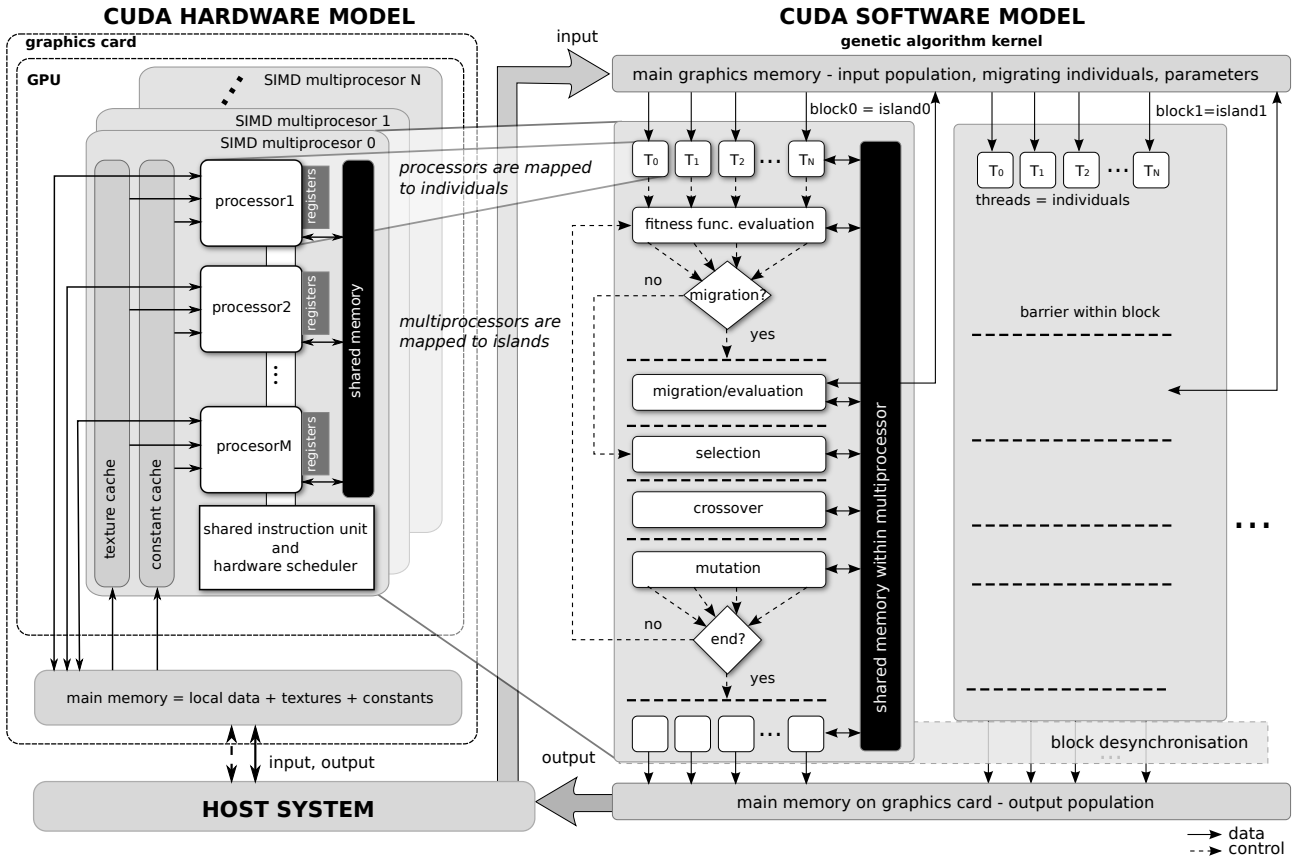 CUDA HARDWARE MODEL
graphics card
GPU
SIMD multiprocesor N
SIMD multiprocesor 1
SIMD multiprocesor 0
texture cache
constant cache
processor1
registers
processor2
registers
procesorM
registers
shared memory
shared instruction unit
and
hardware scheduler
main memory = local data + textures + constants
input, output
HOST SYSTEM
processors are mapped
to individuals
multiprocessors are
mapped to islands
input
output
CUDA SOFTWARE MODEL
genetic algorithm kernel
main graphics memory - input population, migrating individuals, parameters
block0 = island0
T0 T1 T2 ... TN
fitness func. evaluation
migration?
no
yes
migration/evaluation
selection
crossover
mutation
end?
no
yes
...
shared memory within multiprocessor
block1=island1
T0 T1 T2 ... TN
threads = individuals
barrier within block
...
block desynchronisation
...
main memory on graphics card - output population
data
control